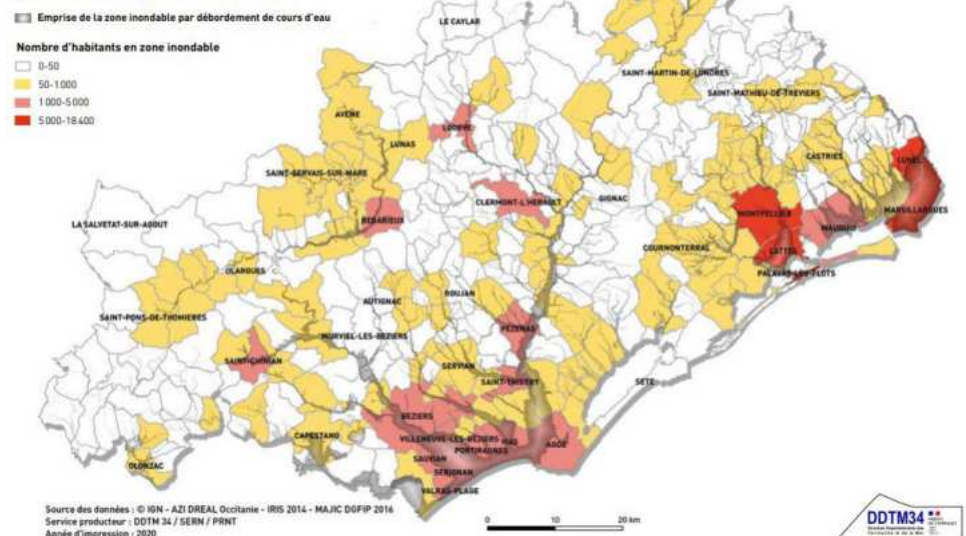 Emprise de la zone inondable par débordement de cours d'eau
Nombre d'habitants en zone inondable
0-50
50-1000
1 000-5 000
5 000-18 400
LE CAYLAR
SAINT-MARTIN-DE-LONDRES
SAINT-MATHIEU-DE-TREVIERS
AVENE
LODEVE
LUNAS
CASTRIES
LUNEL
SAINT-GERVAIS-SUR-MARE
CLERMONT-L'HERAULT
GIGNAC
LA SALVETAT-SUR-AGOUT
BEDARIEUX
MONTPELLIER
MAUGUIO
MARSILLARGUES
COURNONTERRAL
LATTES
PALAVAS-LES-FLOTS
OLARGUES
ROUJAN
AUTIGNAC
SAINT-PONS-DE-THOMIERES
PEZENAS
MURVIEL-LES-BEZIERS
SAINT-CHINIAN
SERVIAN
SAINT-THIBERY
SETE
BEZIERS
CAPESTANG
VILLENEUVE-LES-BEZIERS
VIAS
AGDE
PORTIRAGNES
SAUVIAN
OLONZAC
SERIGNAN
VALRAS-PLAGE
Source des données : © IGN - AZI DREAL Occitanie - IRIS 2014 - MAJIC DGFIP 2016
Service producteur : DDTM 34 / SERN / PRNT
Année d'impression : 2020
0 10 20 km
DDTM34